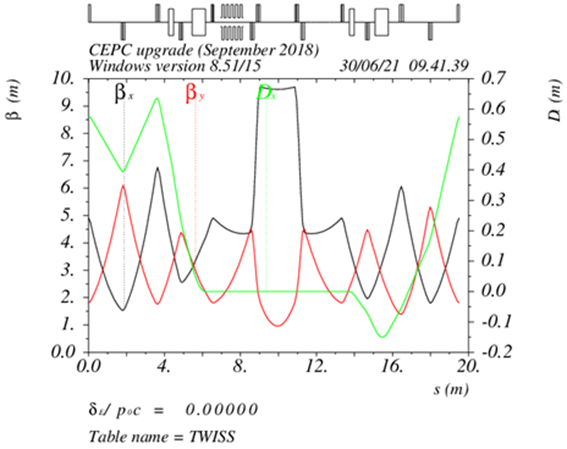 CEPC upgrade (September 2018)
Windows version 8.51/15 30/06/21 09.41.39
β (m)
D (m)
10.
9.
8.
7.
6.
5.
4.
3.
2.
1.
0.0
βx
βy
Dx
0.7
0.6
0.5
0.4
0.3
0.2
0.1
0.0
-0.1
-0.2
0.0 4. 8. 12. 16. 20.
s (m)
δE/ p0c = 0.00000
Table name = TWISS